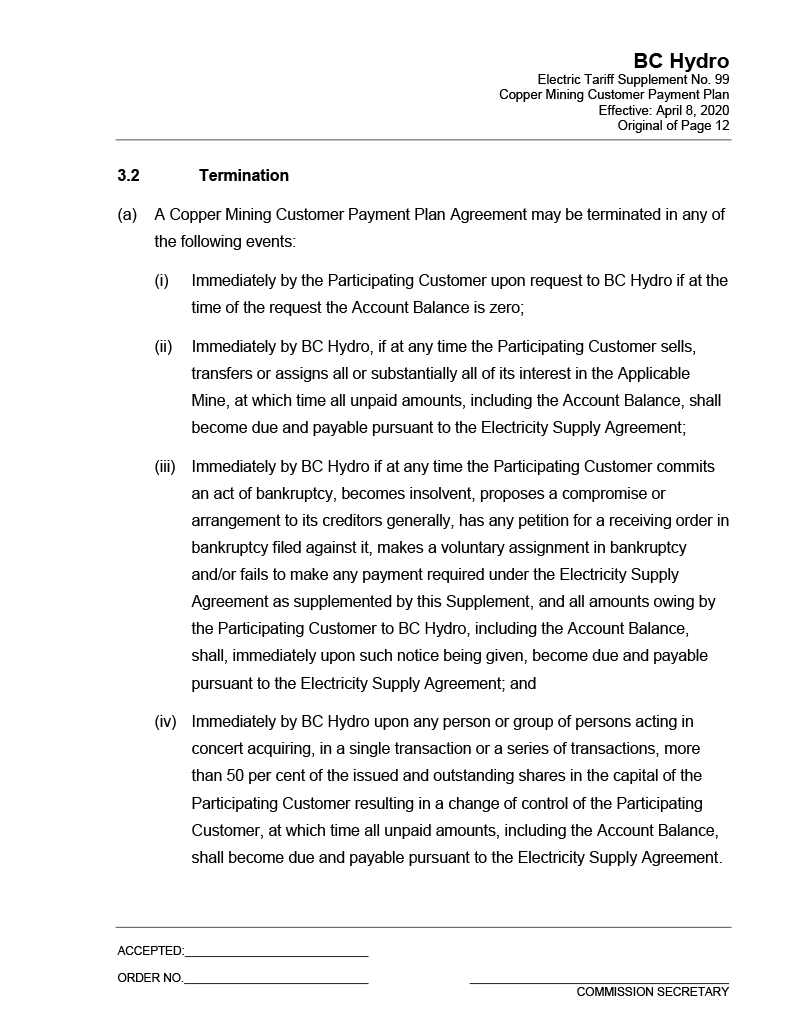 BC Hydro
Electric Tariff Supplement No. 99
Copper Mining Customer Payment Plan
Effective: April 8, 2020
Original of Page 12
3.2 Termination
(a) A Copper Mining Customer Payment Plan Agreement may be terminated in any of
the following events:
(i) Immediately by the Participating Customer upon request to BC Hydro if at the
time of the request the Account Balance is zero;
(ii) Immediately by BC Hydro, if at any time the Participating Customer sells,
transfers or assigns all or substantially all of its interest in the Applicable
Mine, at which time all unpaid amounts, including the Account Balance, shall
become due and payable pursuant to the Electricity Supply Agreement;
(iii) Immediately by BC Hydro if at any time the Participating Customer commits
an act of bankruptcy, becomes insolvent, proposes a compromise or
arrangement to its creditors generally, has any petition for a receiving order in
bankruptcy filed against it, makes a voluntary assignment in bankruptcy
and/or fails to make any payment required under the Electricity Supply
Agreement as supplemented by this Supplement, and all amounts owing by
the Participating Customer to BC Hydro, including the Account Balance,
shall, immediately upon such notice being given, become due and payable
pursuant to the Electricity Supply Agreement; and
(iv) Immediately by BC Hydro upon any person or group of persons acting in
concert acquiring, in a single transaction or a series of transactions, more
than 50 per cent of the issued and outstanding shares in the capital of the
Participating Customer resulting in a change of control of the Participating
Customer, at which time all unpaid amounts, including the Account Balance,
shall become due and payable pursuant to the Electricity Supply Agreement.
ACCEPTED:
ORDER NO.
COMMISSION SECRETARY